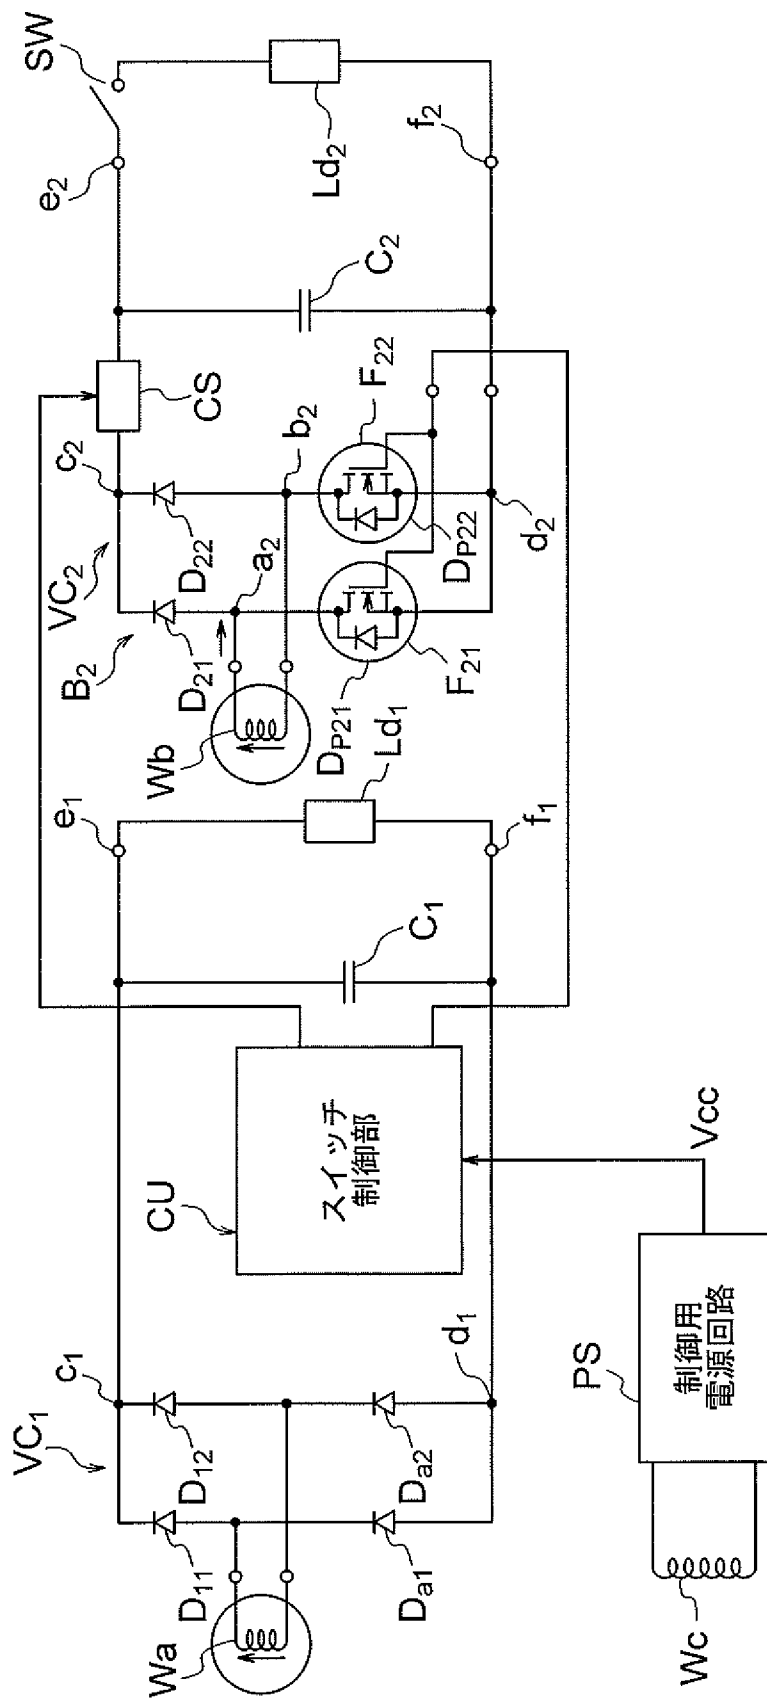 VC₁
c₁
D₁₁
D₁₂
Wa
Dₐ₁
Dₐ₂
d₁
CU
スイッチ
制御部
C₁
e₁
Ld₁
f₁
Wc
PS
制御用
電源回路
Vcc
B₂
VC₂
c₂
CS
D₂₁
D₂₂
a₂
b₂
Wb
D_P21
F₂₁
D_P22
F₂₂
d₂
C₂
e₂
SW
Ld₂
f₂